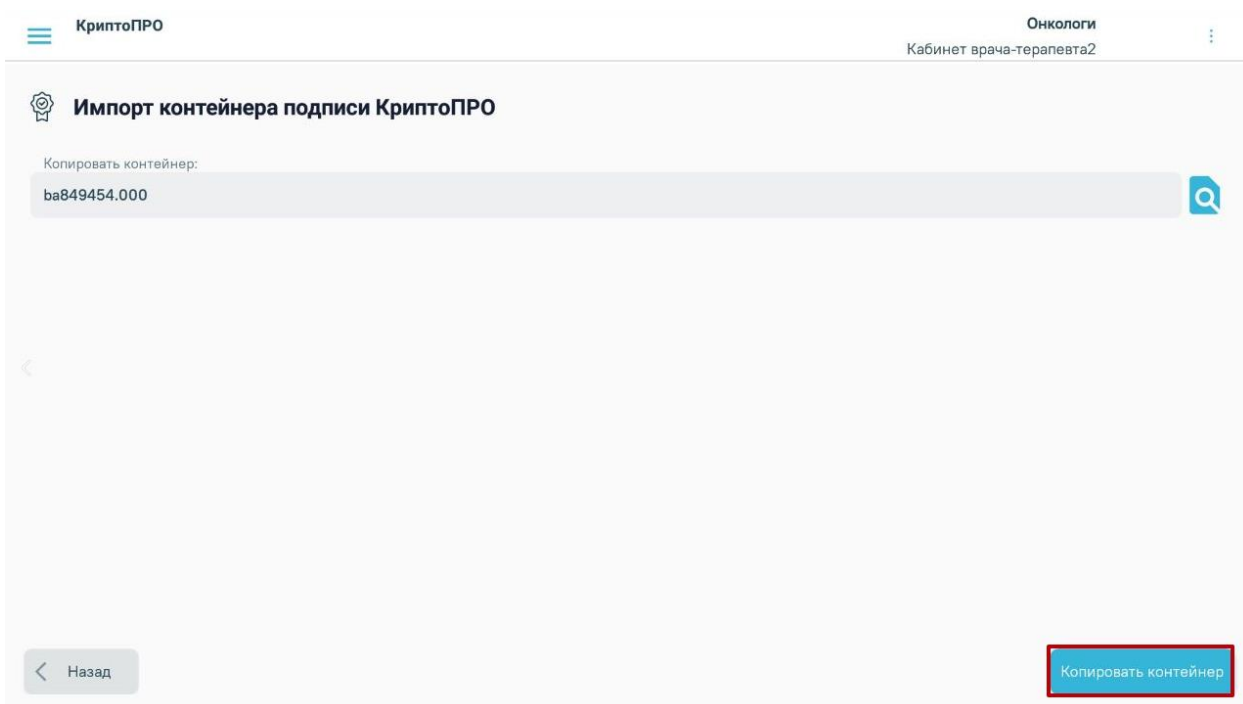 КриптоПРО
Онкологи
Кабинет врача-терапевта2
Импорт контейнера подписи КриптоПРО
Копировать контейнер:
ba849454.000
Назад
Копировать контейнер